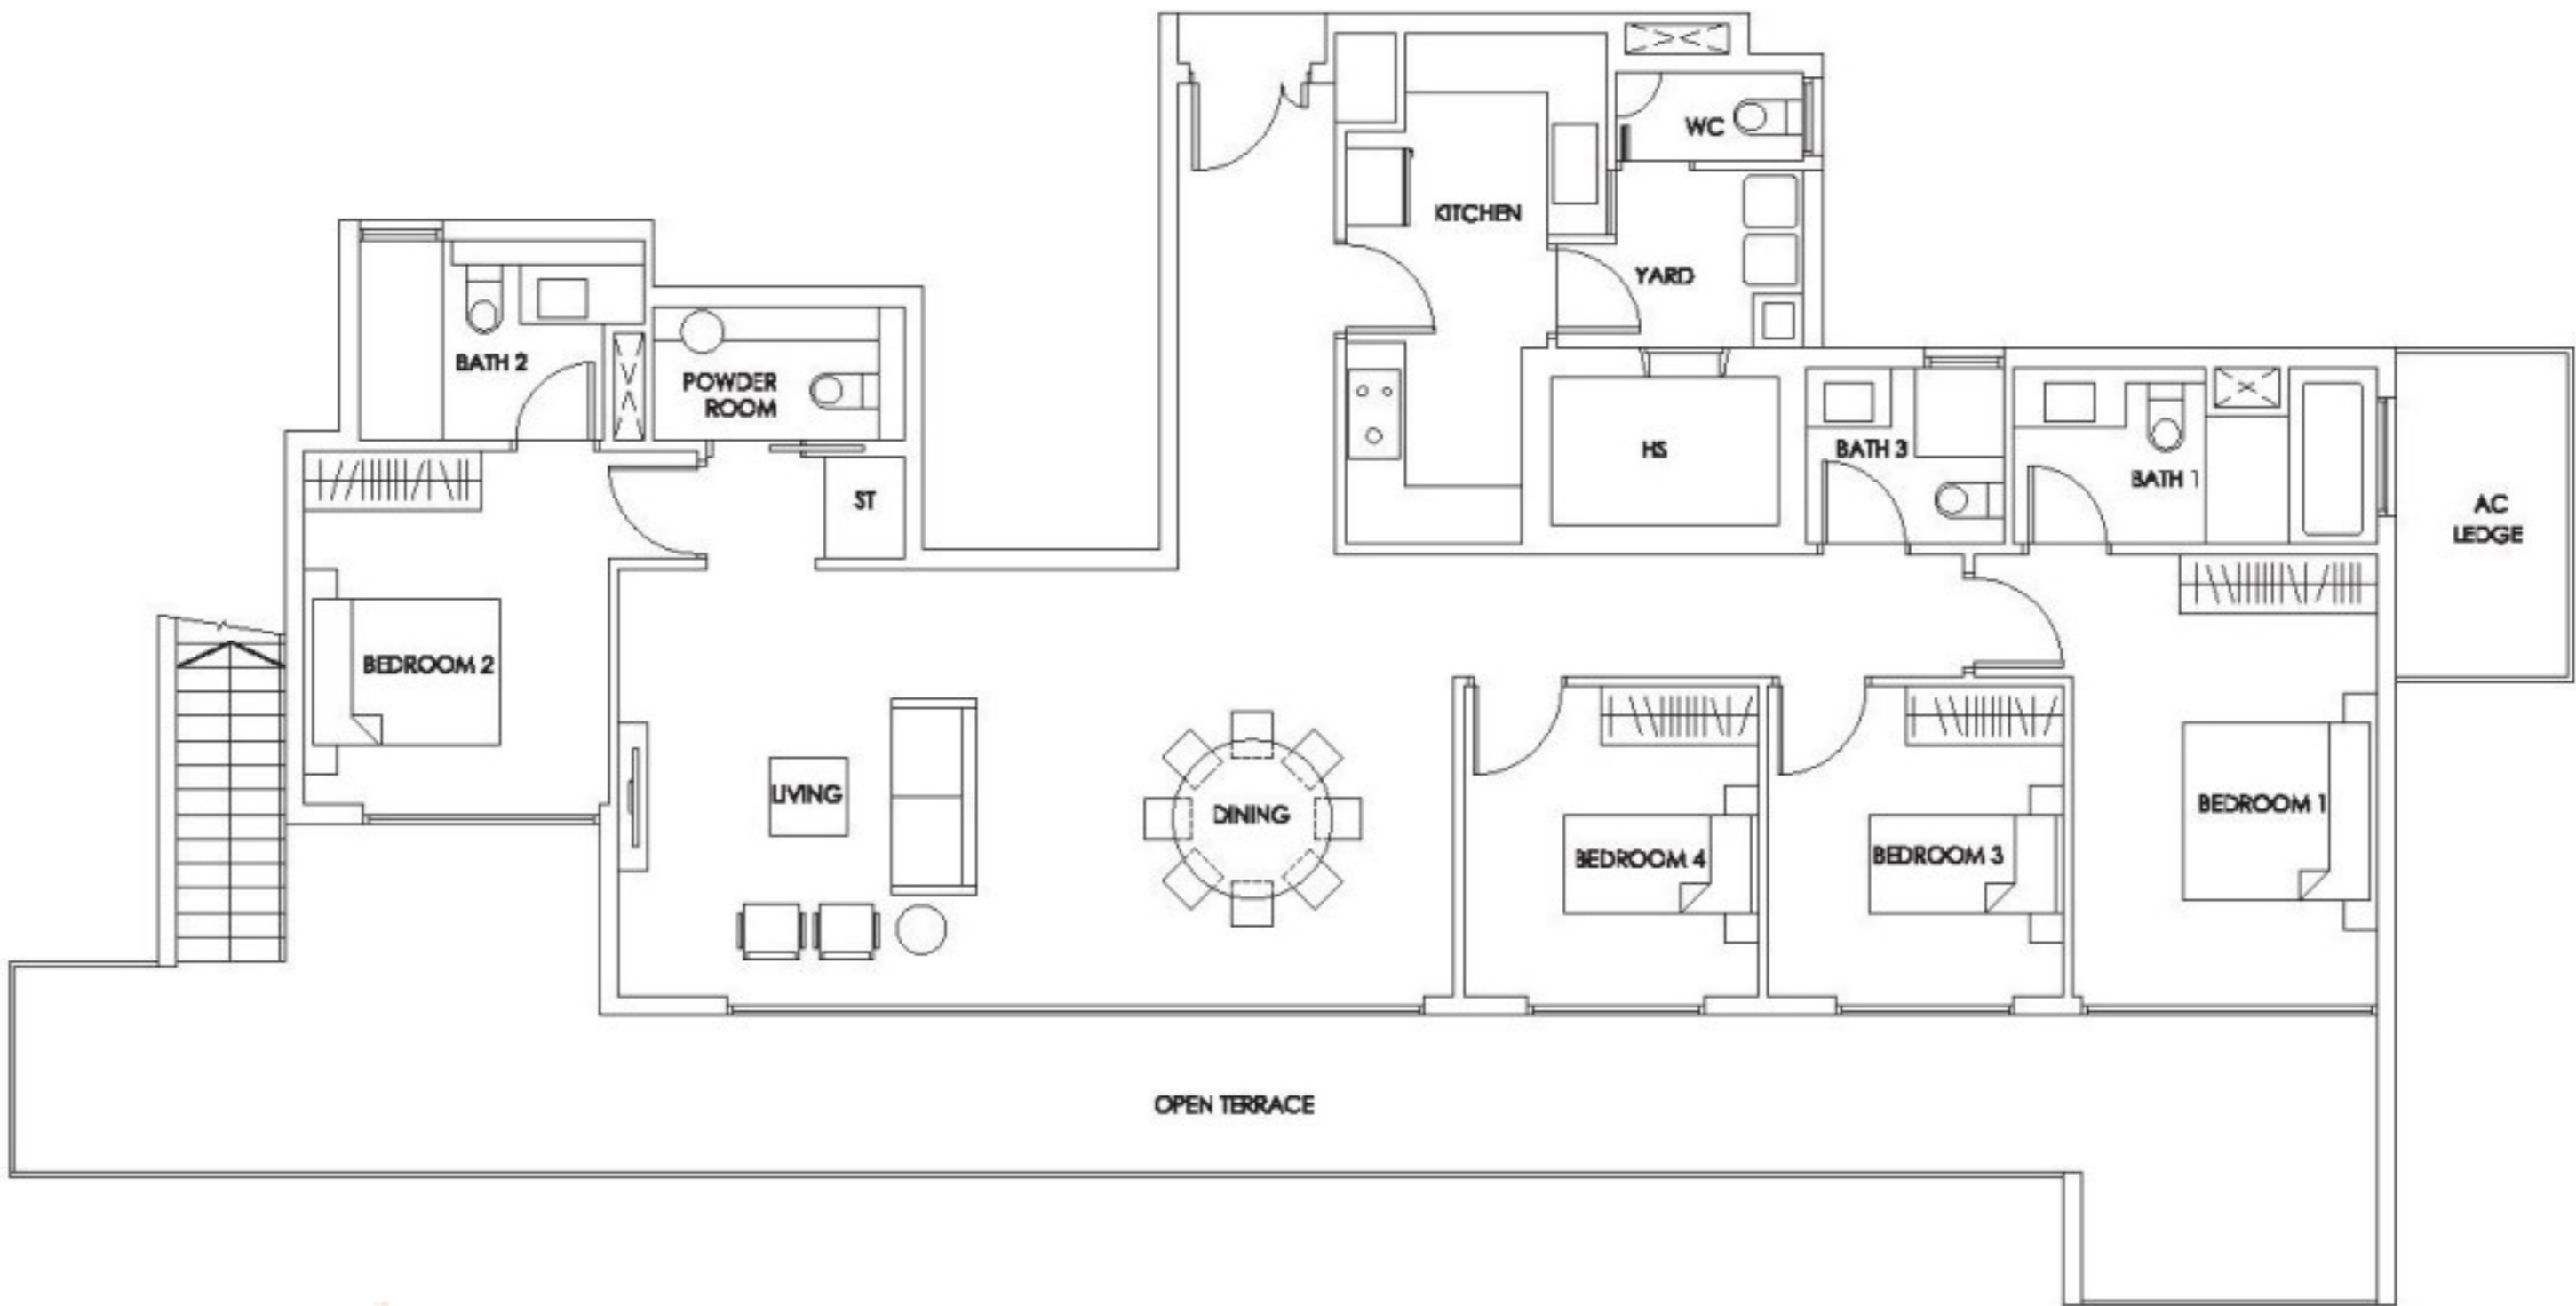 WC
KITCHEN
YARD
BATH 2
POWDER
ROOM
HS
BATH 3
BATH 1
ST
AC
LEDGE
BEDROOM 2
LIVING
DINING
BEDROOM 4
BEDROOM 3
BEDROOM 1
OPEN TERRACE